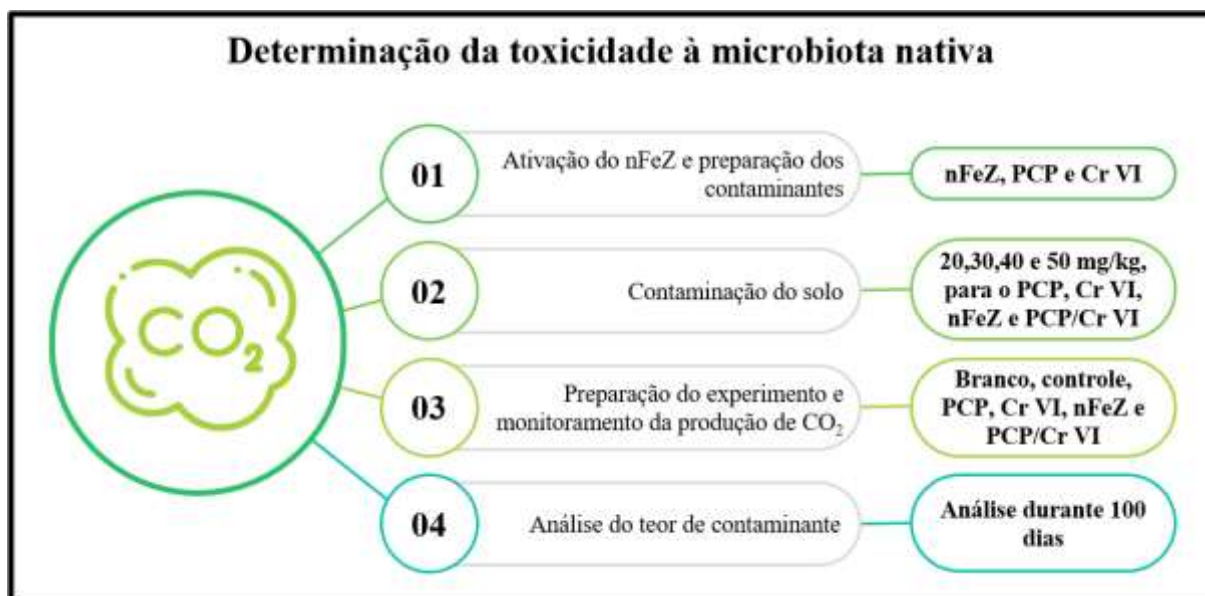 Determinação da toxicidade à microbiota nativa
CO₂
01
Ativação do nFeZ e preparação dos
contaminantes
nFeZ, PCP e Cr VI
02
Contaminação do solo
20,30,40 e 50 mg/kg,
para o PCP, Cr VI,
nFeZ e PCP/Cr VI
03
Preparação do experimento e
monitoramento da produção de CO₂
Branco, controle,
PCP, Cr VI, nFeZ e
PCP/Cr VI
04
Análise do teor de contaminante
Análise durante 100
dias